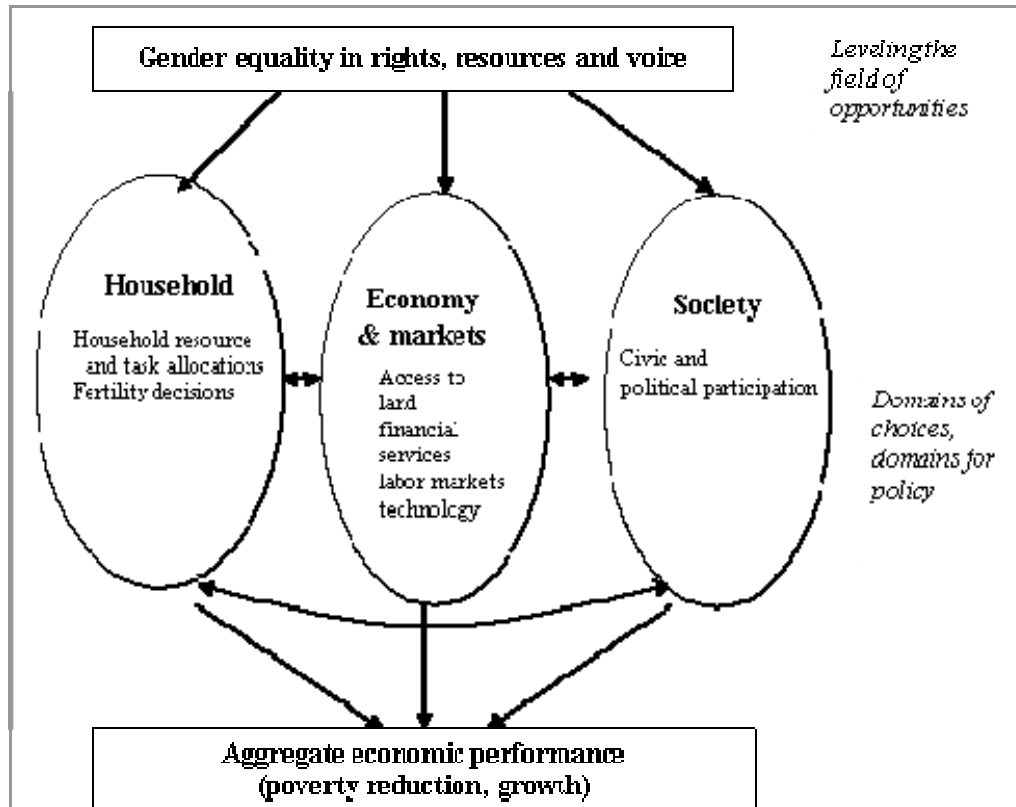 Gender equality in rights, resources and voice
Leveling the
field of
opportunities
Household
Household resource
and task allocations
Fertility decisions
Economy
& markets
Access to
land
financial
services
labor markets
technology
Society
Civic and
political participation
Domains of
choices,
domains for
policy
Aggregate economic performance
(poverty reduction, growth)